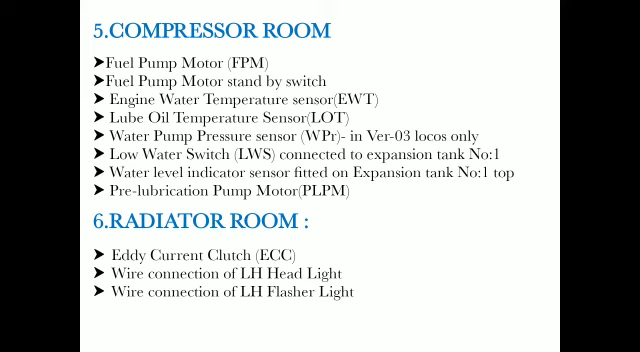 5.COMPRESSOR ROOM
➤Fuel Pump Motor (FPM)
➤Fuel Pump Motor stand by switch
➤ Engine Water Temperature sensor(EWT)
➤ Lube Oil Temperature Sensor(LOT)
➤ Water Pump Pressure sensor (WPr)- in Ver-03 locos only
➤ Low Water Switch (LWS) connected to expansion tank No:1
➤ Water level indicator sensor fitted on Expansion tank No:1 top
➤ Pre-lubrication Pump Motor(PLPM)
6.RADIATOR ROOM :
➤ Eddy Current Clutch (ECC)
➤ Wire connection of LH Head Light
➤ Wire connection of LH Flasher Light